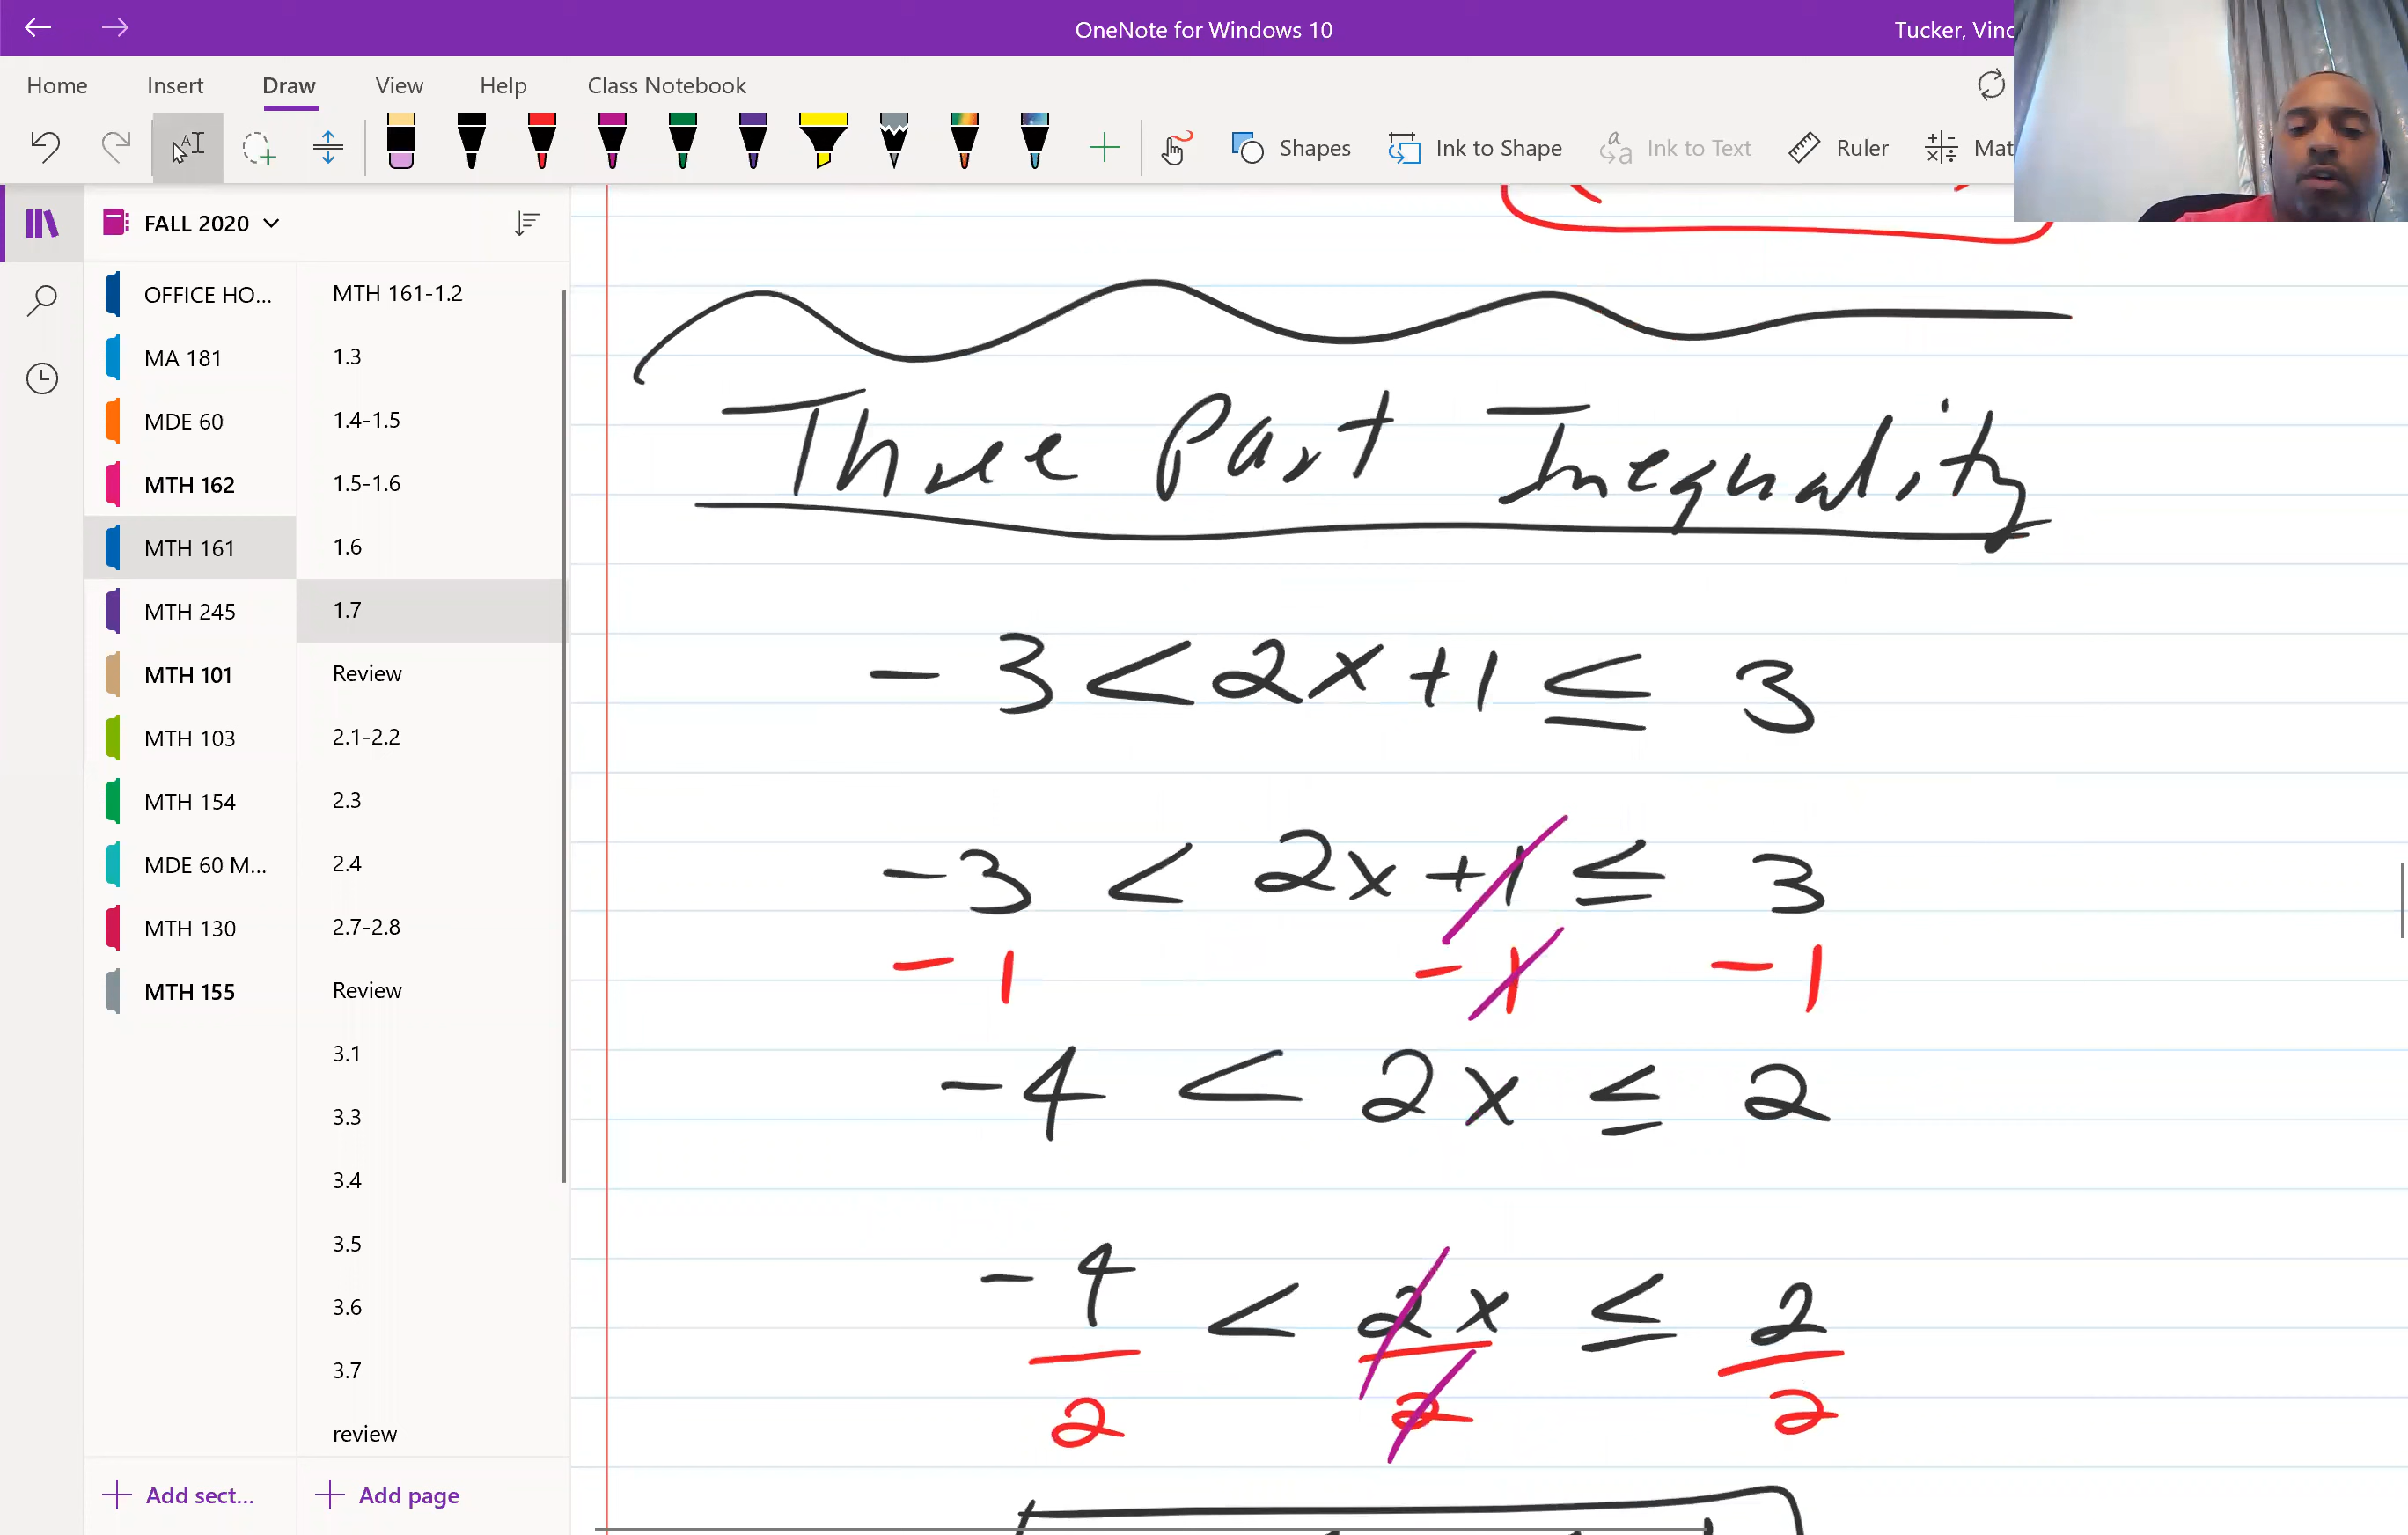 OneNote for Windows 10
Tucker, Vinc
Home Insert Draw View Help Class Notebook
Shapes Ink to Shape Ink to Text Ruler Mat
FALL 2020
OFFICE HO...
MA 181
MDE 60
MTH 162
MTH 161
MTH 245
MTH 101
MTH 103
MTH 154
MDE 60 M...
MTH 130
MTH 155
Add sect...
MTH 161-1.2
1.3
1.4-1.5
1.5-1.6
1.6
1.7
Review
2.1-2.2
2.3
2.4
2.7-2.8
Review
3.1
3.3
3.4
3.5
3.6
3.7
review
Add page
Three Part Inequality
-3 < 2x +1 ≤ 3
-3 < 2x +1 ≤ 3
-1 -1 -1
-4 < 2x ≤ 2
-4 < 2x ≤ 2
2 2 2